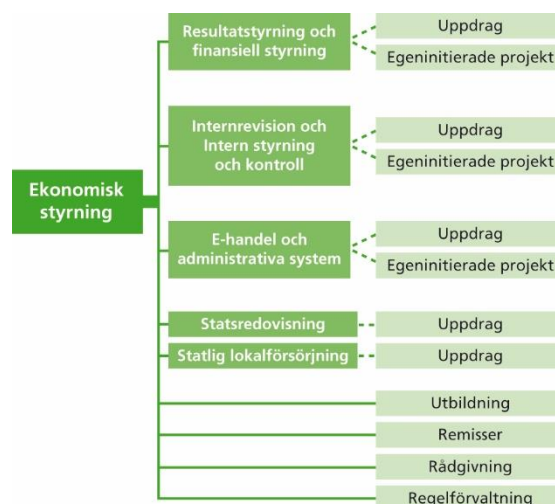 Ekonomisk
styrning
Resultatstyrning och
finansiell styrning
Uppdrag
Egeninitierade projekt
Internrevision och
Intern styrning
och kontroll
Uppdrag
Egeninitierade projekt
E-handel och
administrativa system
Uppdrag
Egeninitierade projekt
Statsredovisning
Uppdrag
Statlig lokalförsörjning
Uppdrag
Utbildning
Remisser
Rådgivning
Regelförvaltning